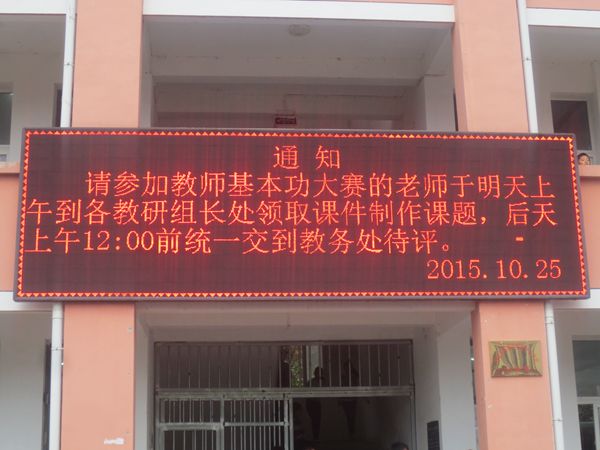 通知
请参加教师基本功大赛的老师于明天上
午到各教研组长处领取课件制作课题，后天
上午12:00前统一交到教务处待评。
2015.10.25